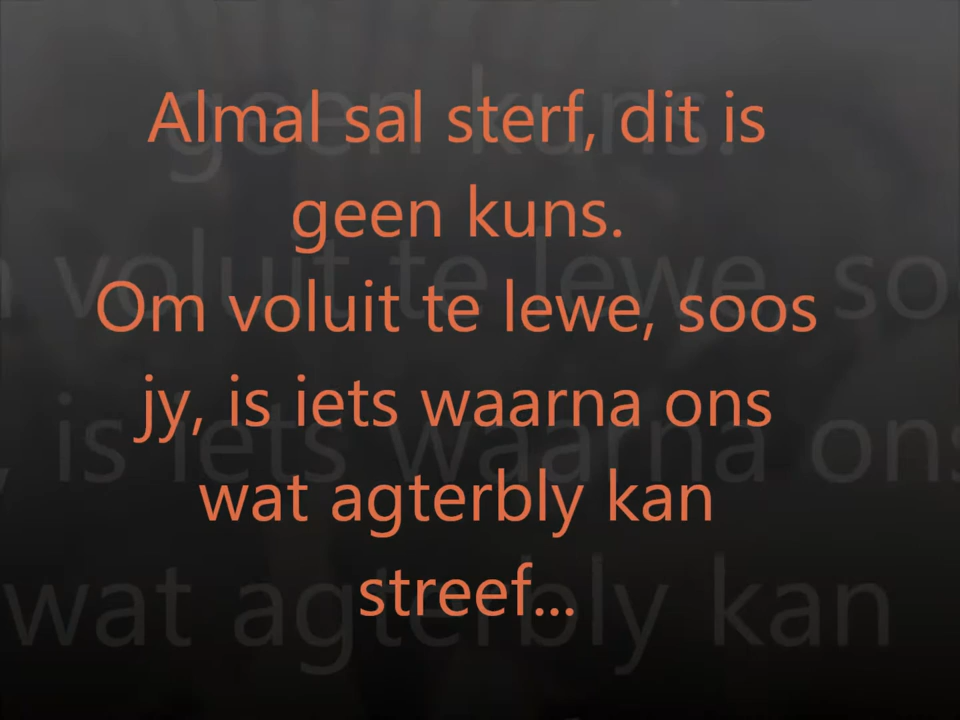 Almal sal sterf, dit is
geen kuns.
Om voluit te lewe, soos
jy, is iets waarna ons
wat agterbly kan
streef...